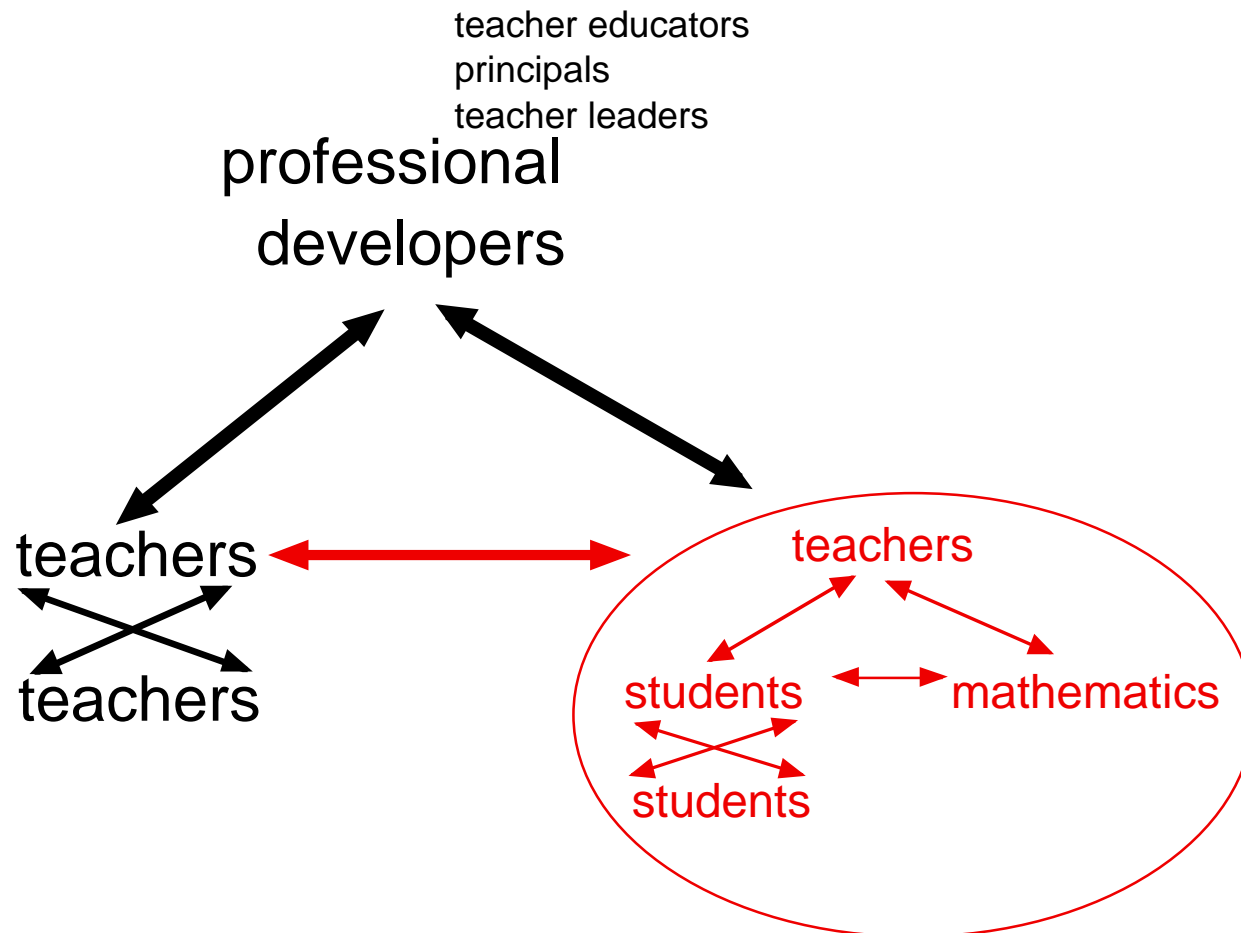 teacher educators
principals
teacher leaders
professional
developers
teachers
teachers
teachers
students
mathematics
students